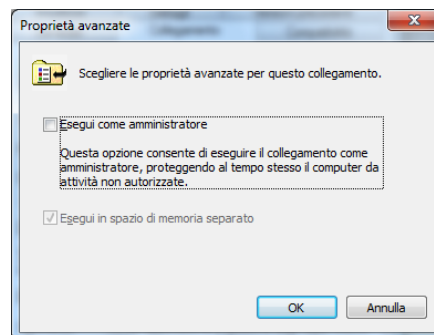 Proprietà avanzate
Scegliere le proprietà avanzate per questo collegamento.
Esegui come amministratore
Questa opzione consente di eseguire il collegamento come
amministratore, proteggendo al tempo stesso il computer da
attività non autorizzate.
Esegui in spazio di memoria separato
OK
Annulla